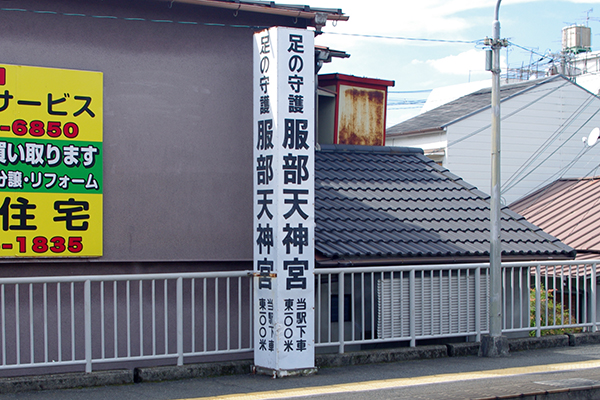 サービス
-6850
買い取ります
分譲・リフォーム
住宅
-1835
足の守護
服部天神宮
当駅下車
東一〇〇米
足の守護
服部天神宮
当駅下車
東一〇〇米